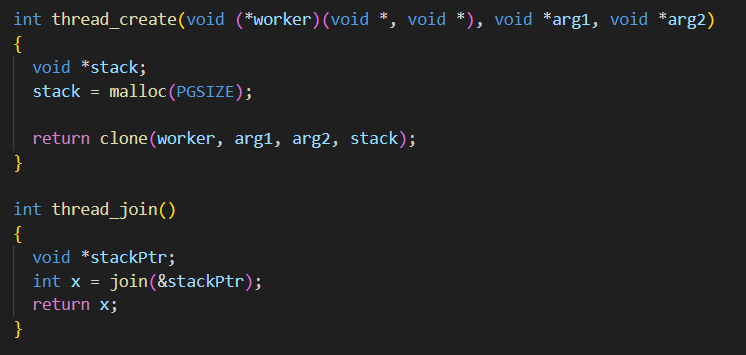 int thread_create(void (*worker)(void *, void *), void *arg1, void *arg2)
{
  void *stack;
  stack = malloc(PGSIZE);

  return clone(worker, arg1, arg2, stack);
}

int thread_join()
{
  void *stackPtr;
  int x = join(&stackPtr);
  return x;
}